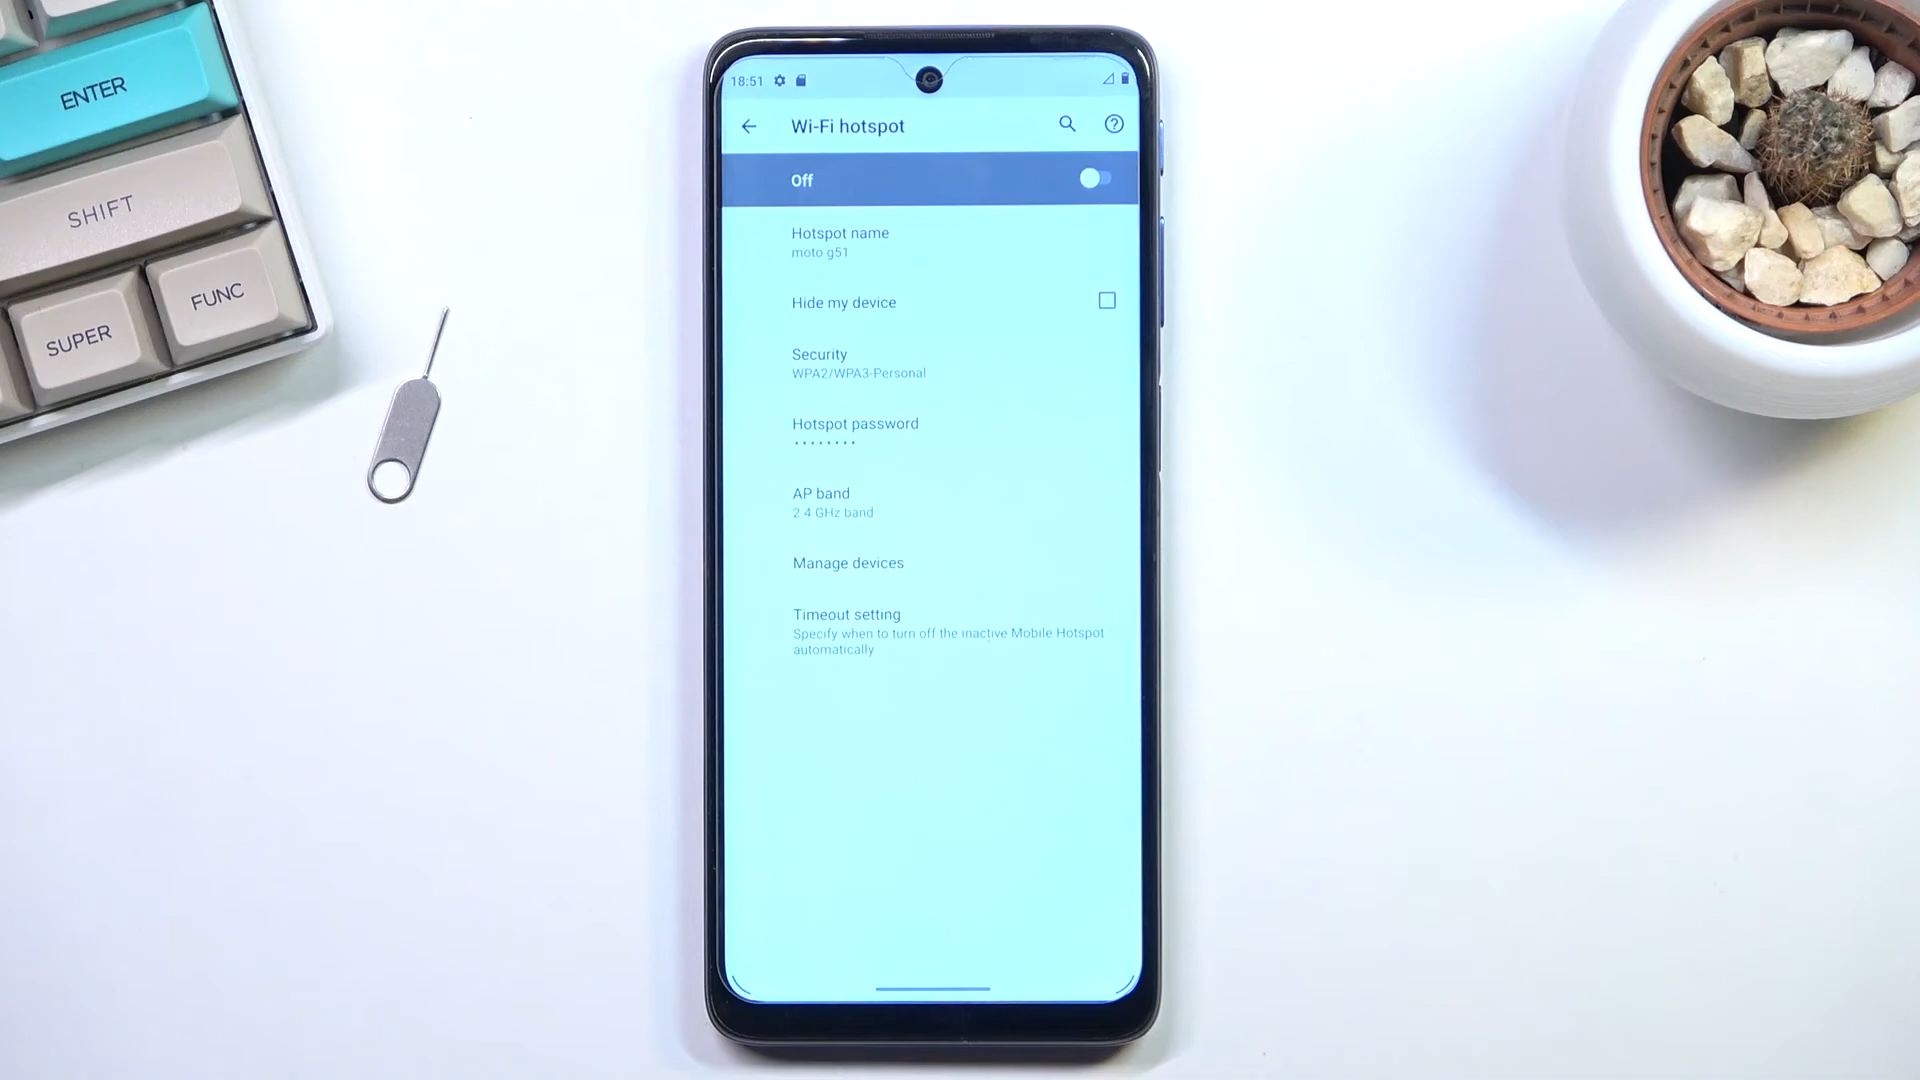 ENTER
SHIFT
SUPER
FUNC
18:51
Wi-Fi hotspot
Off
Hotspot name
moto g51
Hide my device
Security
WPA2/WPA3-Personal
Hotspot password
••••••••
AP band
2.4 GHz band
Manage devices
Timeout setting
Specify when to turn off the inactive Mobile Hotspot
automatically